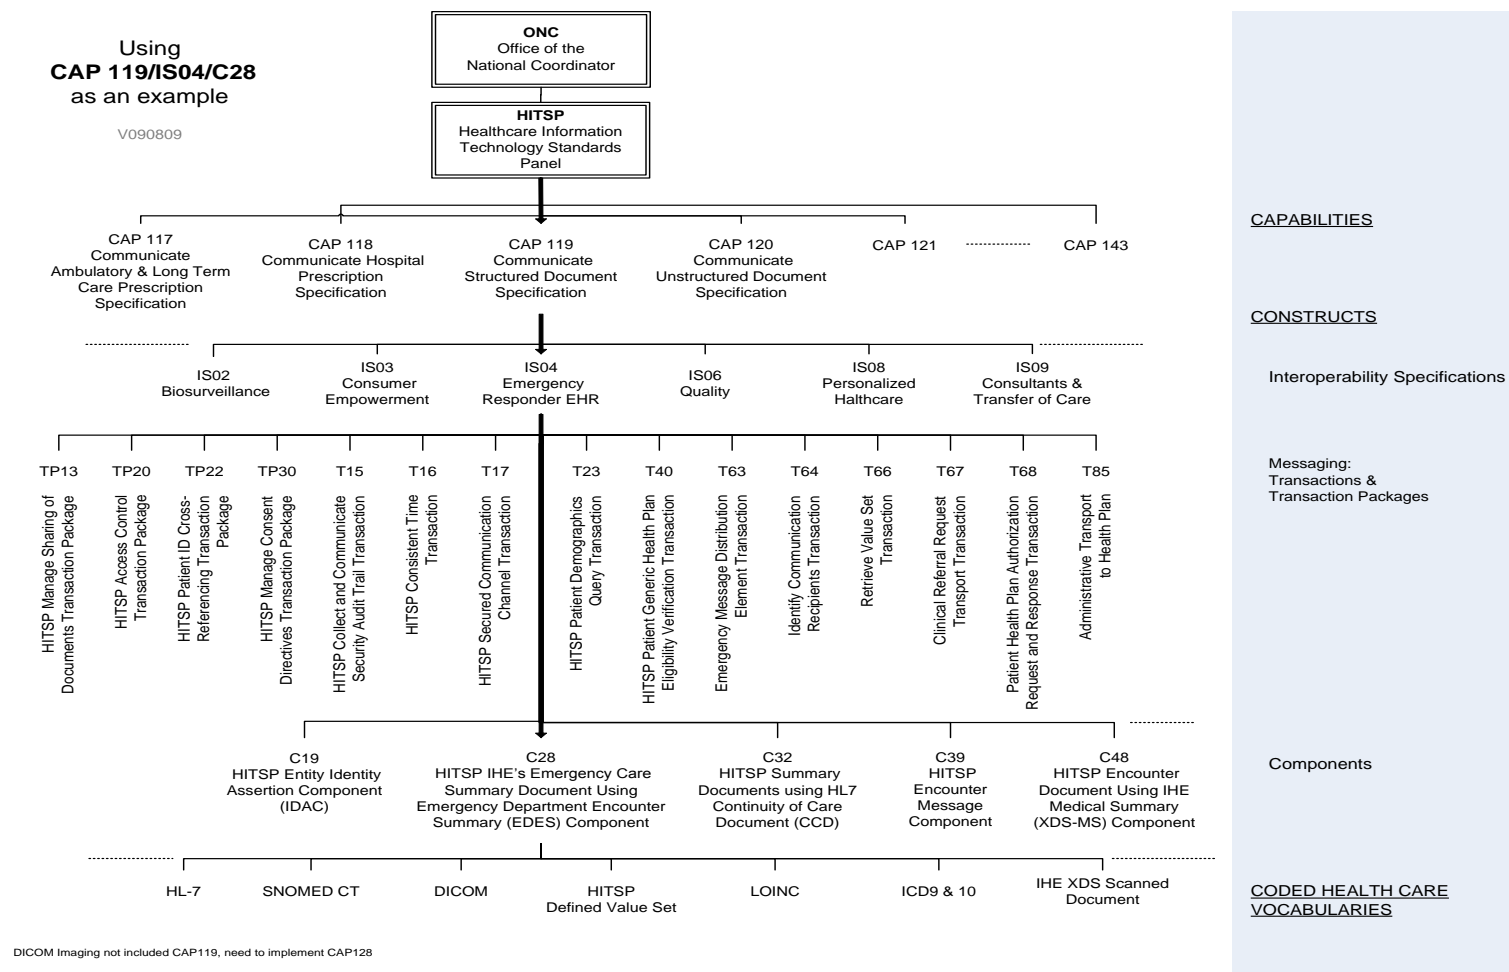 Using
CAP 119/IS04/C28
as an example
V090809
ONC
Office of the
National Coordinator
HITSP
Healthcare Information
Technology Standards
Panel
CAPABILITIES
CAP 117
Communicate
Ambulatory & Long Term
Care Prescription
Specification
CAP 118
Communicate Hospital
Prescription
Specification
CAP 119
Communicate
Structured Document
Specification
CAP 120
Communicate
Unstructured Document
Specification
CAP 121
CAP 143
CONSTRUCTS
IS02
Biosurveillance
IS03
Consumer
Empowerment
IS04
Emergency
Responder EHR
IS06
Quality
IS08
Personalized
Halthcare
IS09
Consultants &
Transfer of Care
Interoperability Specifications
TP13
HITSP Manage Sharing of
Documents Transaction Package
TP20
HITSP Access Control
Transaction Package
TP22
HITSP Patient ID Cross-
Referencing Transaction
Package
TP30
HITSP Manage Consent
Directives Transaction Package
T15
HITSP Collect and Communicate
Security Audit Trail Transaction
T16
HITSP Consistent Time
Transaction
T17
HITSP Secured Communication
Channel Transaction
T23
HITSP Patient Demographics
Query Transaction
T40
HITSP Patient Generic Health Plan
Eligibility Verification Transaction
T63
Emergency Message Distribution
Element Transaction
T64
Identify Communication
Recipients Transaction
T66
Retrieve Value Set
Transaction
T67
Clinical Referral Request
Transport Transaction
T68
Patient Health Plan Authorization
Request and Response Transaction
T85
Administrative Transport
to Health Plan
Messaging:
Transactions &
Transaction Packages
C19
HITSP Entity Identity
Assertion Component
(IDAC)
C28
HITSP IHE's Emergency Care
Summary Document Using
Emergency Department Encounter
Summary (EDES) Component
C32
HITSP Summary
Documents using HL7
Continuity of Care
Document (CCD)
C39
HITSP
Encounter
Message
Component
C48
HITSP Encounter
Document Using IHE
Medical Summary
(XDS-MS) Component
Components
HL-7
SNOMED CT
DICOM
HITSP
Defined Value Set
LOINC
ICD9 & 10
IHE XDS Scanned
Document
CODED HEALTH CARE
VOCABULARIES
DICOM Imaging not included CAP119, need to implement CAP128